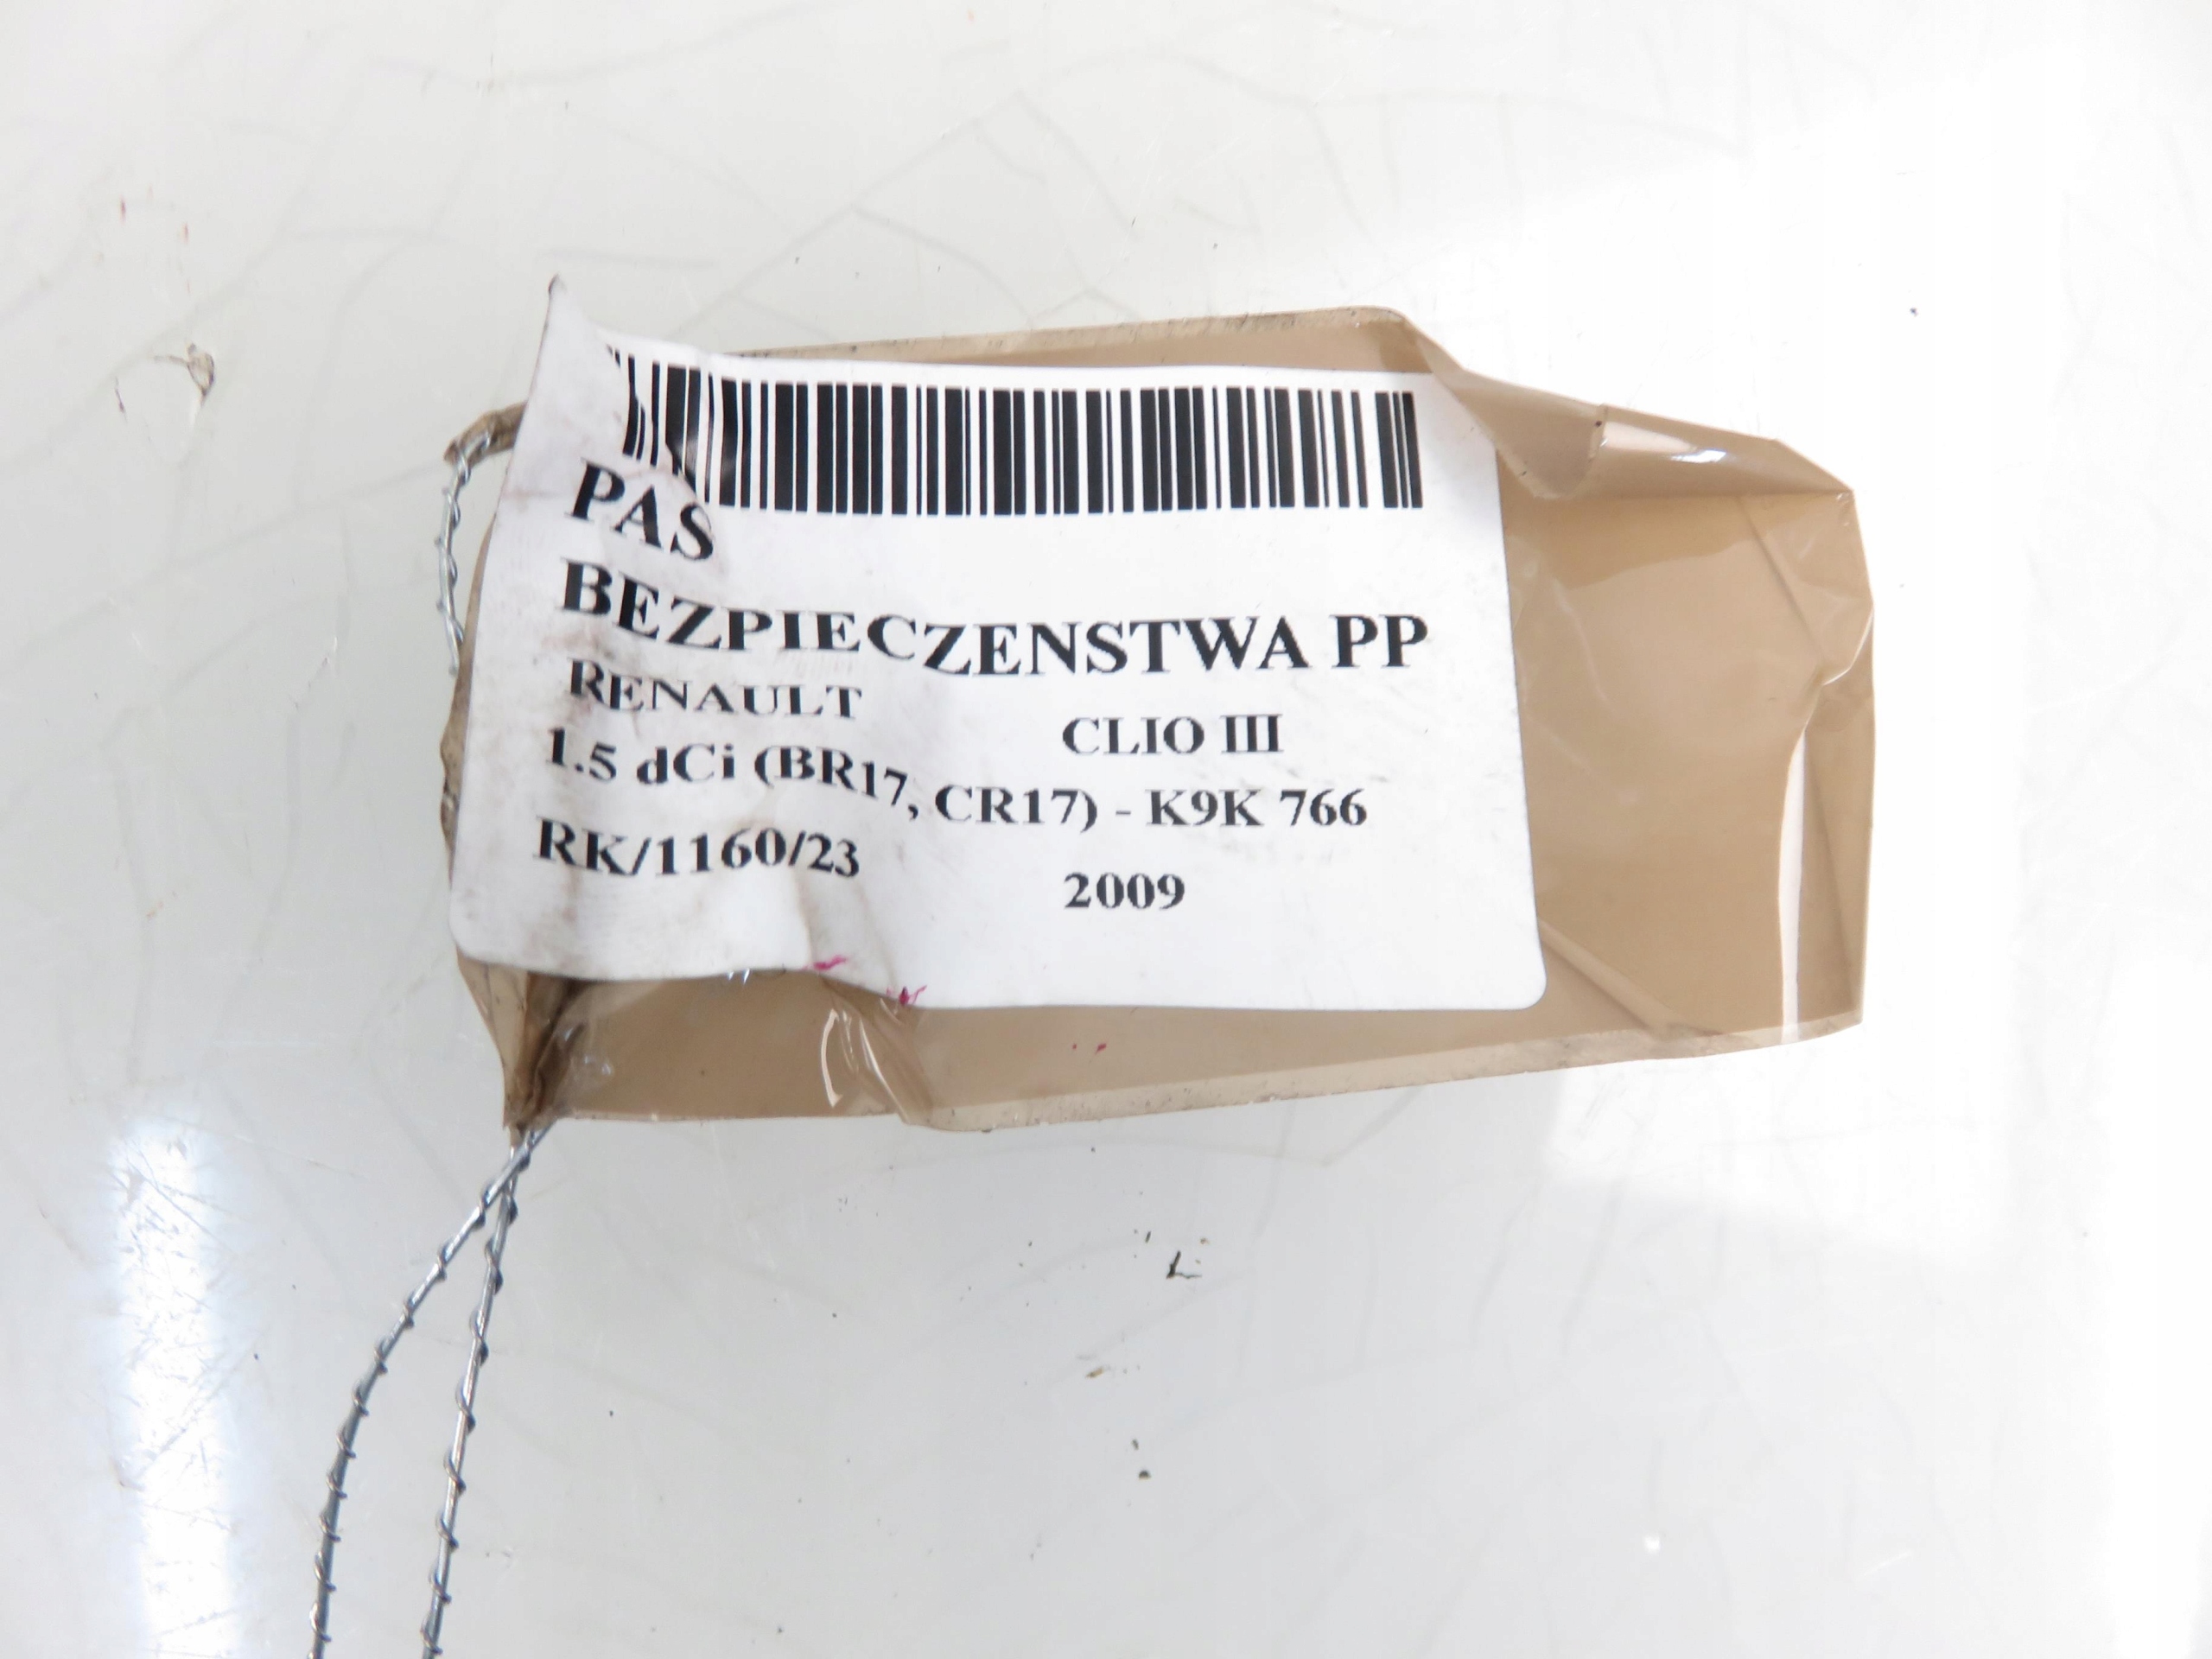 PAS
BEZPIECZENSTWA PP
RENAULT CLIO III
1.5 dCi (BR17, CR17) - K9K 766
RK/1160/23 2009